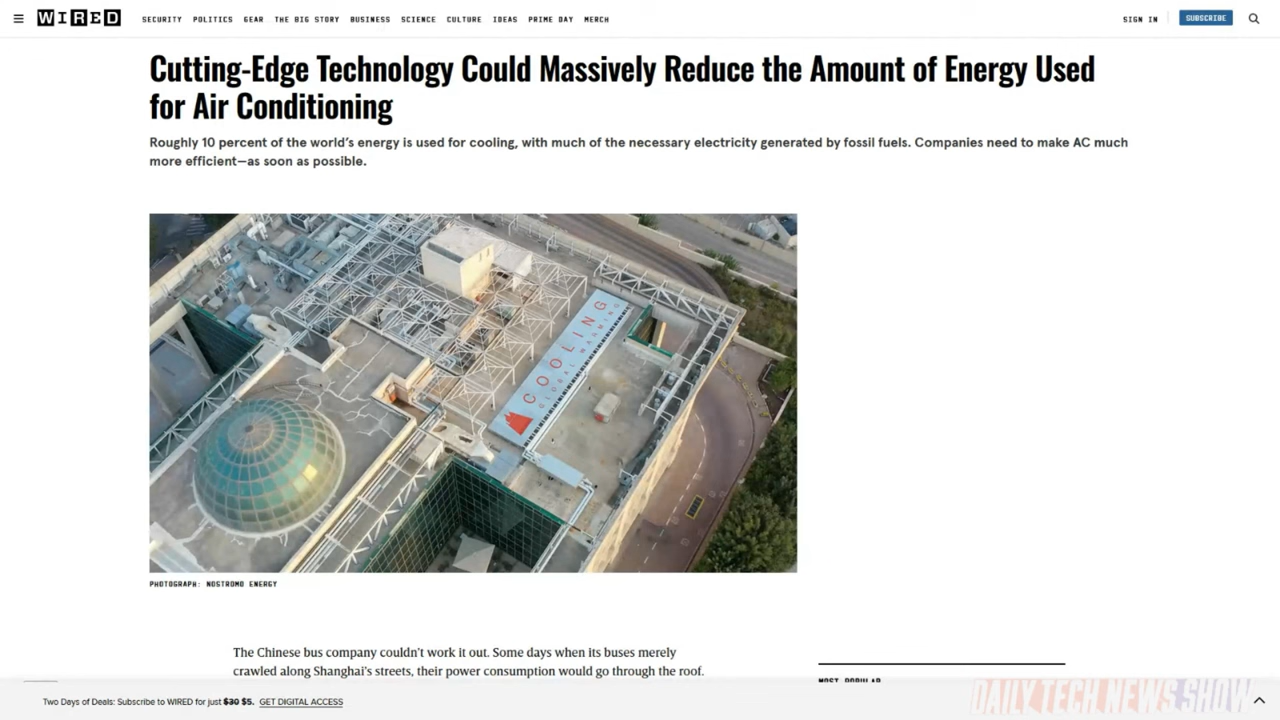 WIRED
SECURITY POLITICS GEAR THE BIG STORY BUSINESS SCIENCE CULTURE IDEAS PRIME DAY MERCH
SIGN IN SUBSCRIBE
Cutting-Edge Technology Could Massively Reduce the Amount of Energy Used
for Air Conditioning
Roughly 10 percent of the world's energy is used for cooling, with much of the necessary electricity generated by fossil fuels. Companies need to make AC much
more efficient—as soon as possible.
COOLING
GLOBAL WARMING
PHOTOGRAPH: NOSTROMO ENERGY
The Chinese bus company couldn't work it out. Some days when its buses merely
crawled along Shanghai's streets, their power consumption would go through the roof.
MOST POPULAR
Two Days of Deals: Subscribe to WIRED for just $30 $5. GET DIGITAL ACCESS
DAILY TECH NEWS SHOW